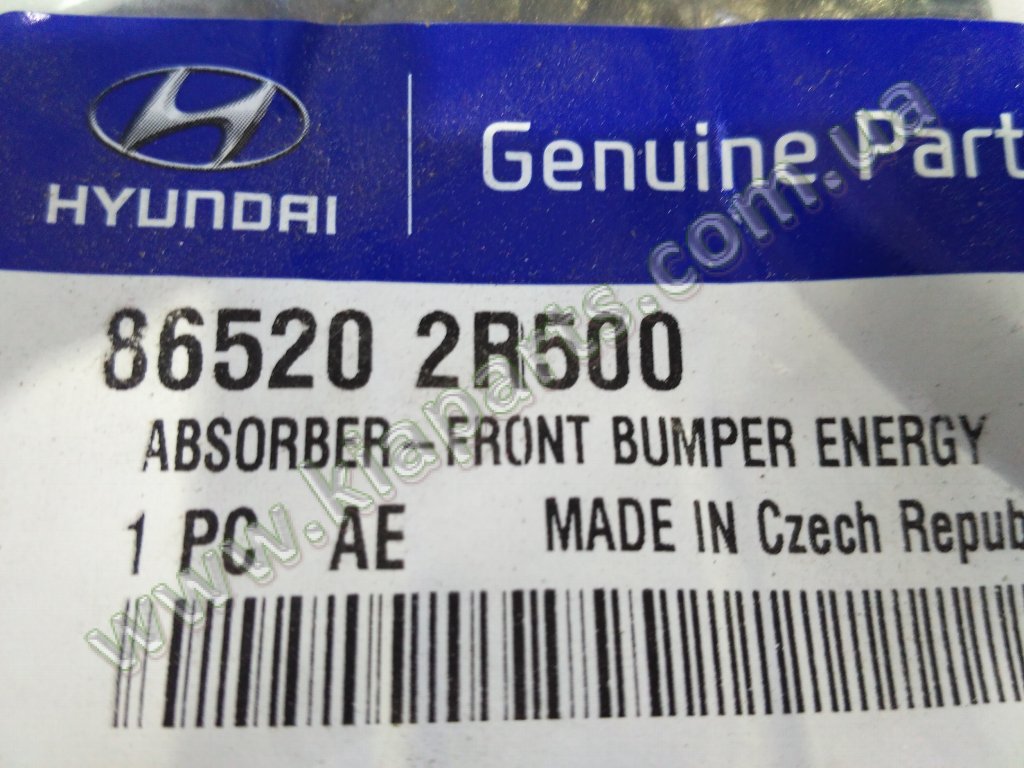 HYUNDAI
Genuine Part
86520 2R500
ABSORBER-FRONT BUMPER ENERGY
1 PC AE MADE IN Czech Repub
www.kiaparts.com.ua